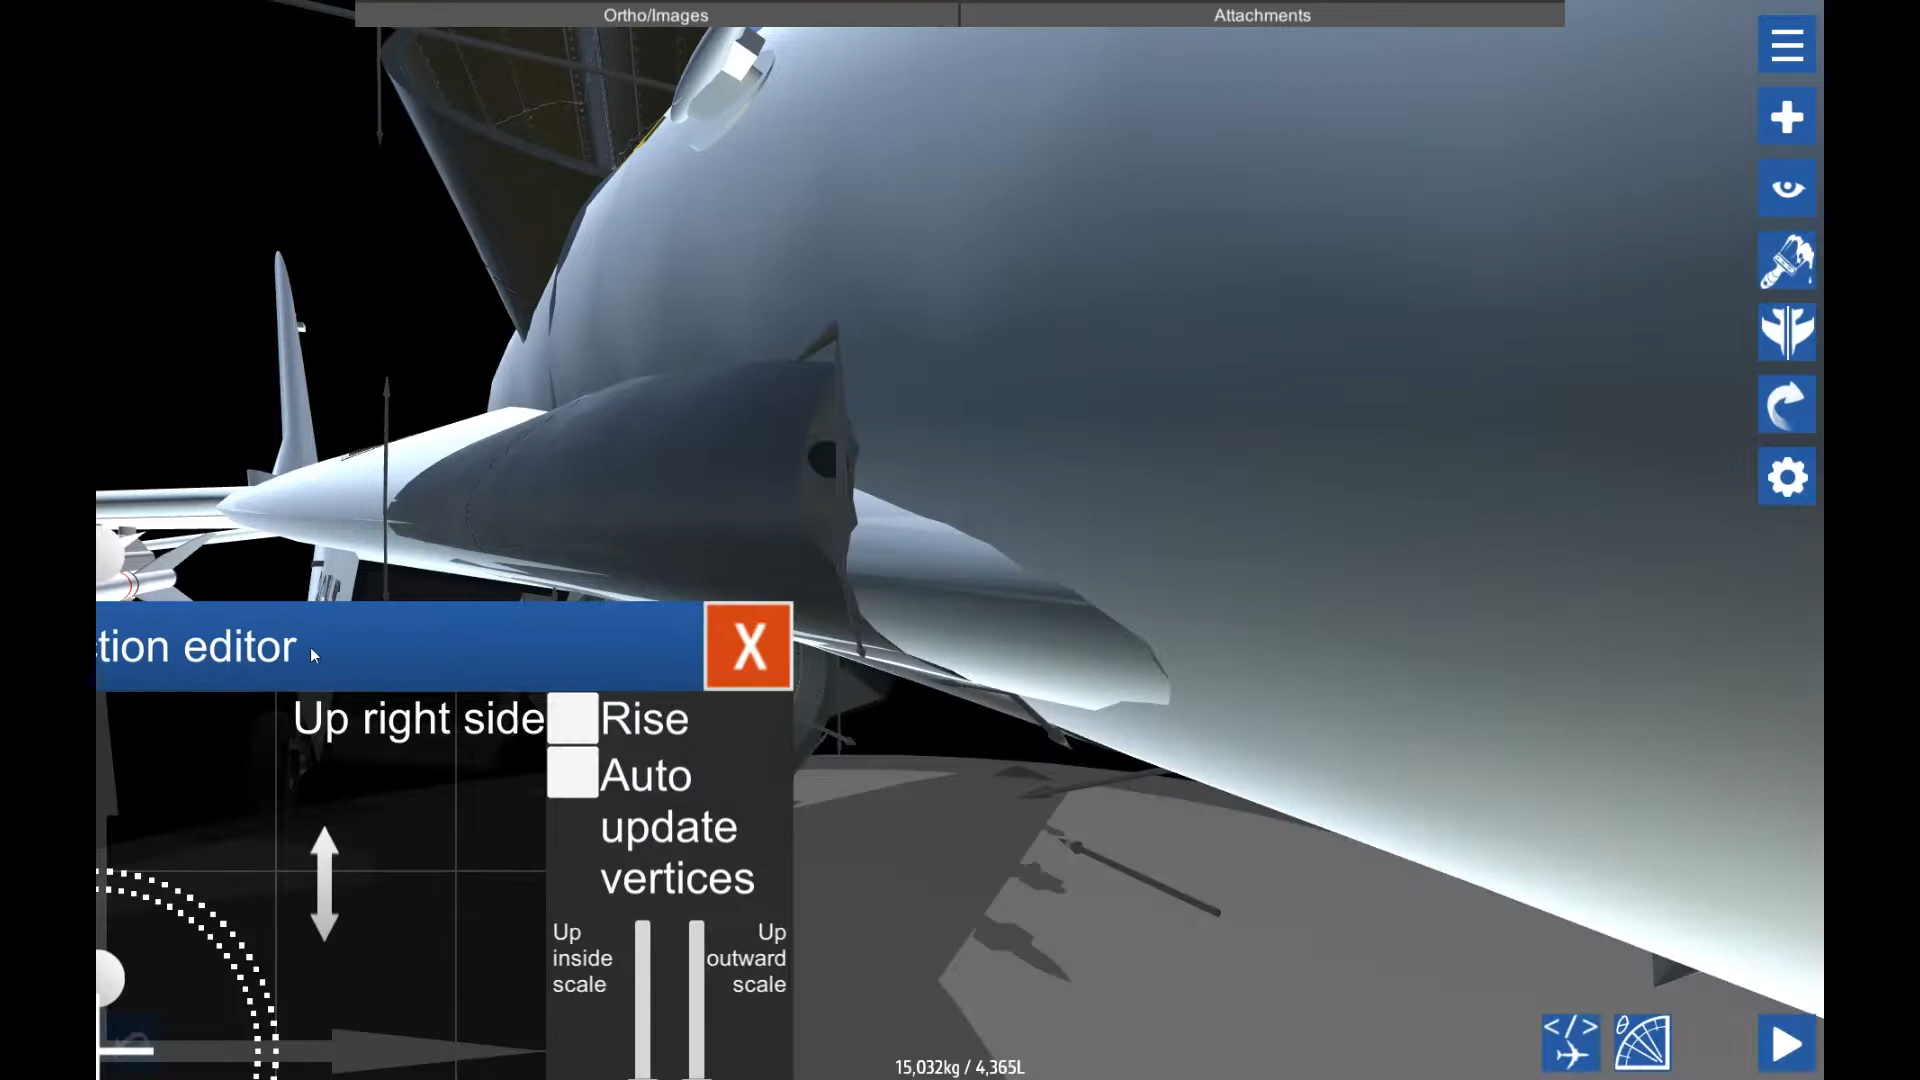 Ortho/Images
Attachments
tion editor
X
Up right side
Rise
Auto
update
vertices
Up
inside
scale
Up
outward
scale
15,032kg / 4,365L